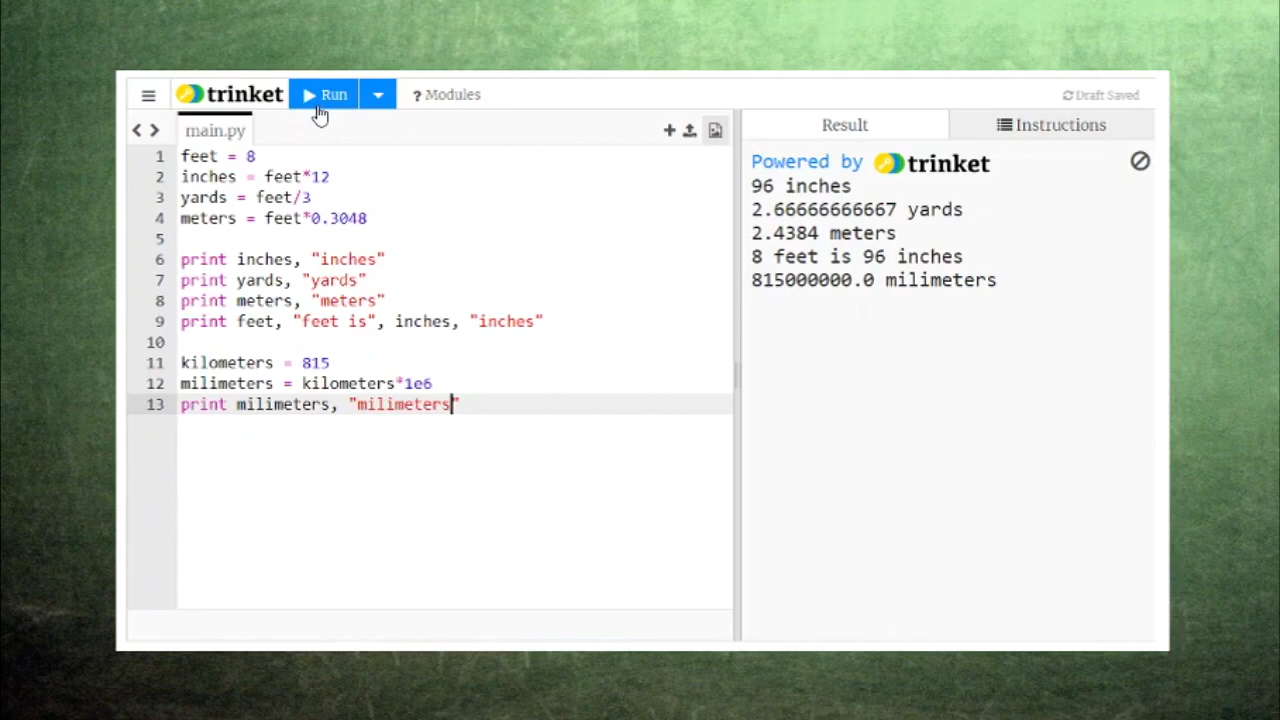 trinket Run ? Modules Draft Saved
main.py Result Instructions
1 feet = 8
2 inches = feet*12
3 yards = feet/3
4 meters = feet*0.3048
5
6 print inches, "inches"
7 print yards, "yards"
8 print meters, "meters"
9 print feet, "feet is", inches, "inches"
10
11 kilometers = 815
12 milimeters = kilometers*1e6
13 print milimeters, "milimeters"
Powered by trinket
96 inches
2.66666666667 yards
2.4384 meters
8 feet is 96 inches
815000000.0 milimeters